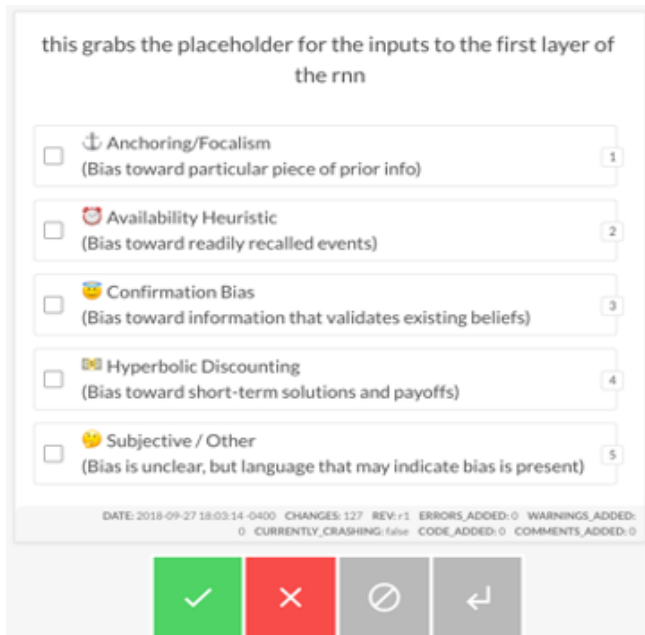 this grabs the placeholder for the inputs to the first layer of
the rnn
⚓ Anchoring/Focalism
(Bias toward particular piece of prior info)
1
⏰ Availability Heuristic
(Bias toward readily recalled events)
2
😇 Confirmation Bias
(Bias toward information that validates existing beliefs)
3
💵 Hyperbolic Discounting
(Bias toward short-term solutions and payoffs)
4
🤔 Subjective / Other
(Bias is unclear, but language that may indicate bias is present)
5
DATE: 2018-09-27 18:03:14 -0400 CHANGES: 127 REV: r1 ERRORS_ADDED: 0 WARNINGS_ADDED:
0 CURRENTLY_CRASHING: false CODE_ADDED: 0 COMMENTS_ADDED: 0